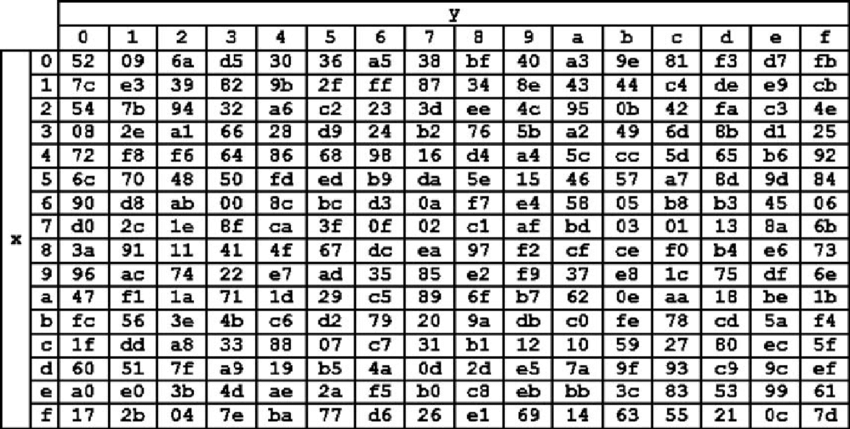 y
0 1 2 3 4 5 6 7 8 9 a b c d e f
0 52 09 6a d5 30 36 a5 38 bf 40 a3 9e 81 f3 d7 fb
1 7c e3 39 82 9b 2f ff 87 34 8e 43 44 c4 de e9 cb
2 54 7b 94 32 a6 c2 23 3d ee 4c 95 0b 42 fa c3 4e
3 08 2e a1 66 28 d9 24 b2 76 5b a2 49 6d 8b d1 25
4 72 f8 f6 64 86 68 98 16 d4 a4 5c cc 5d 65 b6 92
5 6c 70 48 50 fd ed b9 da 5e 15 46 57 a7 8d 9d 84
6 90 d8 ab 00 8c bc d3 0a f7 e4 58 05 b8 b3 45 06
x 7 d0 2c 1e 8f ca 3f 0f 02 c1 af bd 03 01 13 8a 6b
8 3a 91 11 41 4f 67 dc ea 97 f2 cf ce f0 b4 e6 73
9 96 ac 74 22 e7 ad 35 85 e2 f9 37 e8 1c 75 df 6e
a 47 f1 1a 71 1d 29 c5 89 6f b7 62 0e aa 18 be 1b
b fc 56 3e 4b c6 d2 79 20 9a db c0 fe 78 cd 5a f4
c 1f dd a8 33 88 07 c7 31 b1 12 10 59 27 80 ec 5f
d 60 51 7f a9 19 b5 4a 0d 2d e5 7a 9f 93 c9 9c ef
e a0 e0 3b 4d ae 2a f5 b0 c8 eb bb 3c 83 53 99 61
f 17 2b 04 7e ba 77 d6 26 e1 69 14 63 55 21 0c 7d